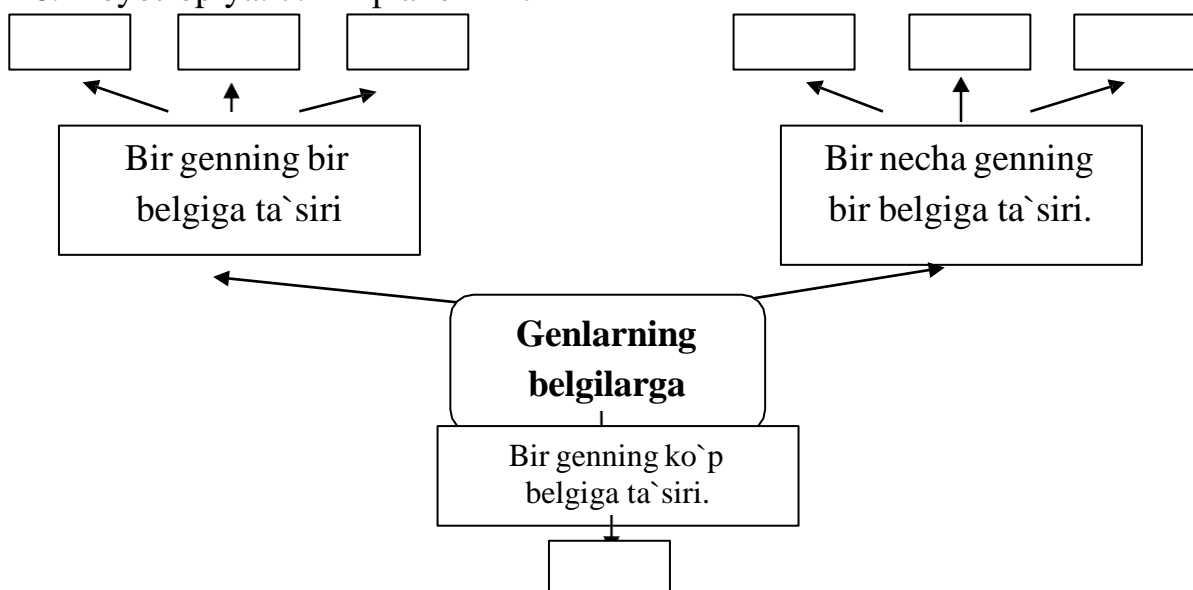 Bir genning bir
belgiga ta`siri
Bir necha genning
bir belgiga ta`siri.
Genlarning
belgilarga
Bir genning ko`p
belgiga ta`siri.